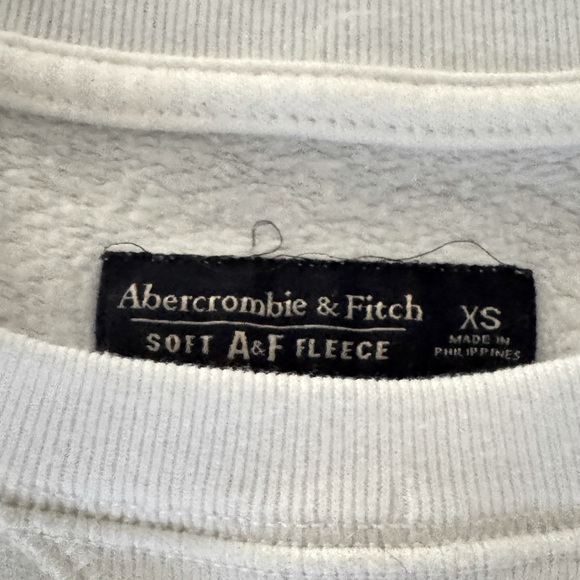 Abercrombie & Fitch
SOFT A&F FLEECE
XS
MADE IN
PHILIPPINES